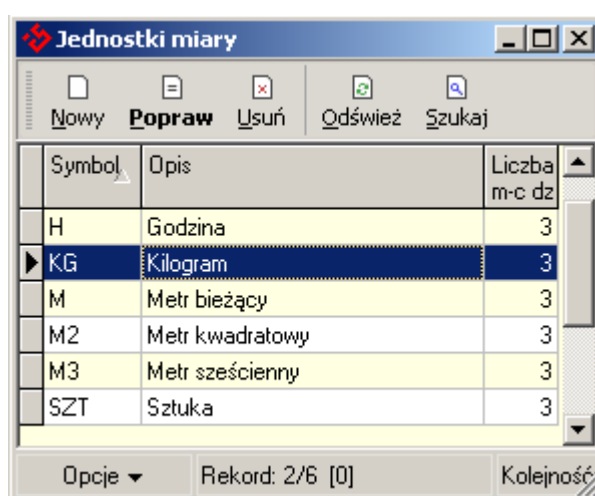 Jednostki miary
Nowy Popraw Usuń Odśwież Szukaj
Symbol Opis Liczba m-c dz
H Godzina 3
KG Kilogram 3
M Metr bieżący 3
M2 Metr kwadratowy 3
M3 Metr sześcienny 3
SZT Sztuka 3
Opcje Rekord: 2/6 [0] Kolejność